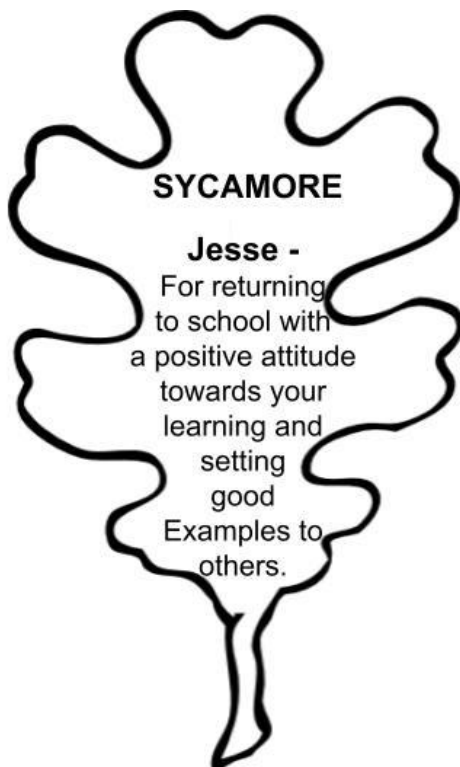 SYCAMORE
Jesse -
For returning
to school with
a positive attitude
towards your
learning and
setting
good
Examples to
others.